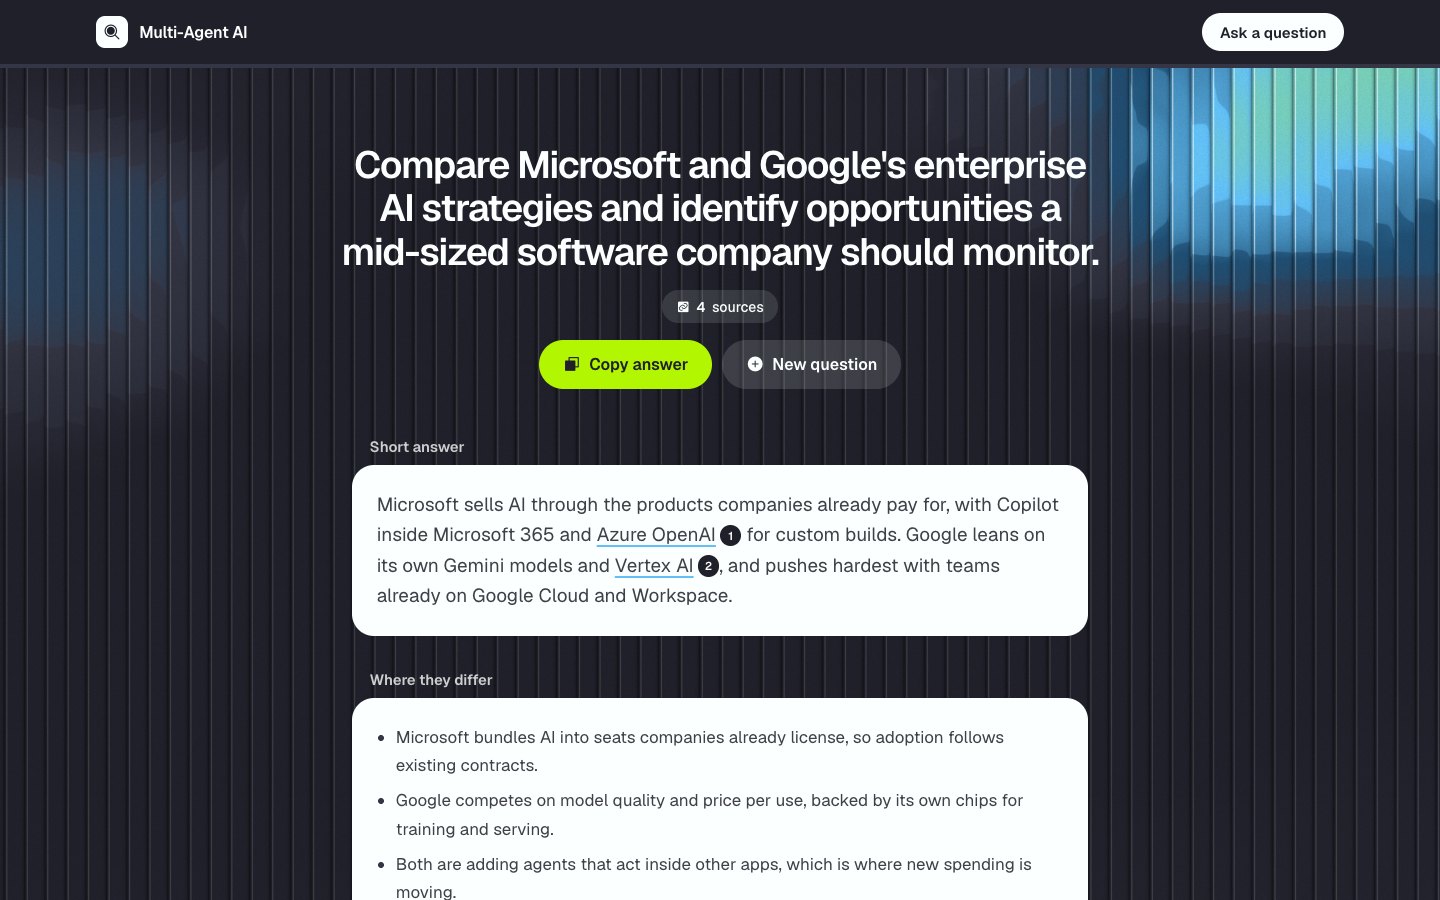 Multi-Agent AI
Ask a question
Compare Microsoft and Google's enterprise
AI strategies and identify opportunities a
mid-sized software company should monitor.
4 sources
Copy answer
New question
Short answer
Microsoft sells AI through the products companies already pay for, with Copilot
inside Microsoft 365 and Azure OpenAI 1 for custom builds. Google leans on
its own Gemini models and Vertex AI 2, and pushes hardest with teams
already on Google Cloud and Workspace.
Where they differ
• Microsoft bundles AI into seats companies already license, so adoption follows
existing contracts.
• Google competes on model quality and price per use, backed by its own chips for
training and serving.
• Both are adding agents that act inside other apps, which is where new spending is
moving.